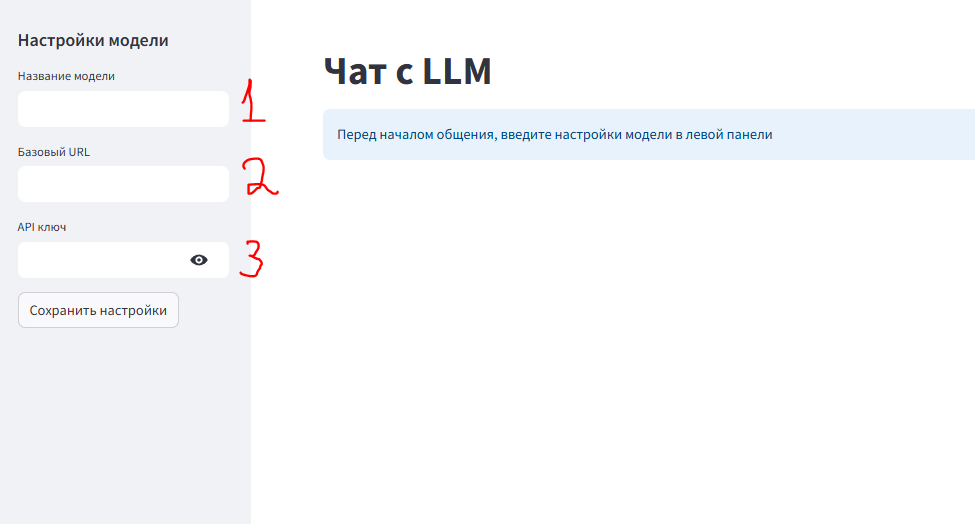 Настройки модели
Название модели
1
Базовый URL
2
API ключ
3
Сохранить настройки
Чат с LLM
Перед началом общения, введите настройки модели в левой панели